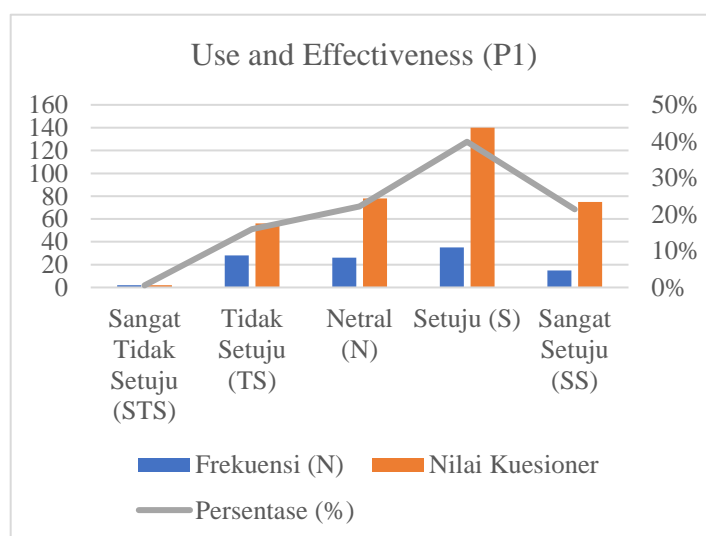 Use and Effectiveness (P1)
160
140
120
100
80
60
40
20
0
50%
40%
30%
20%
10%
0%
Sangat
Tidak
Setuju
(STS)
Tidak
Setuju
(TS)
Netral
(N)
Setuju (S)
Sangat
Setuju
(SS)
Frekuensi (N)
Nilai Kuesioner
Persentase (%)